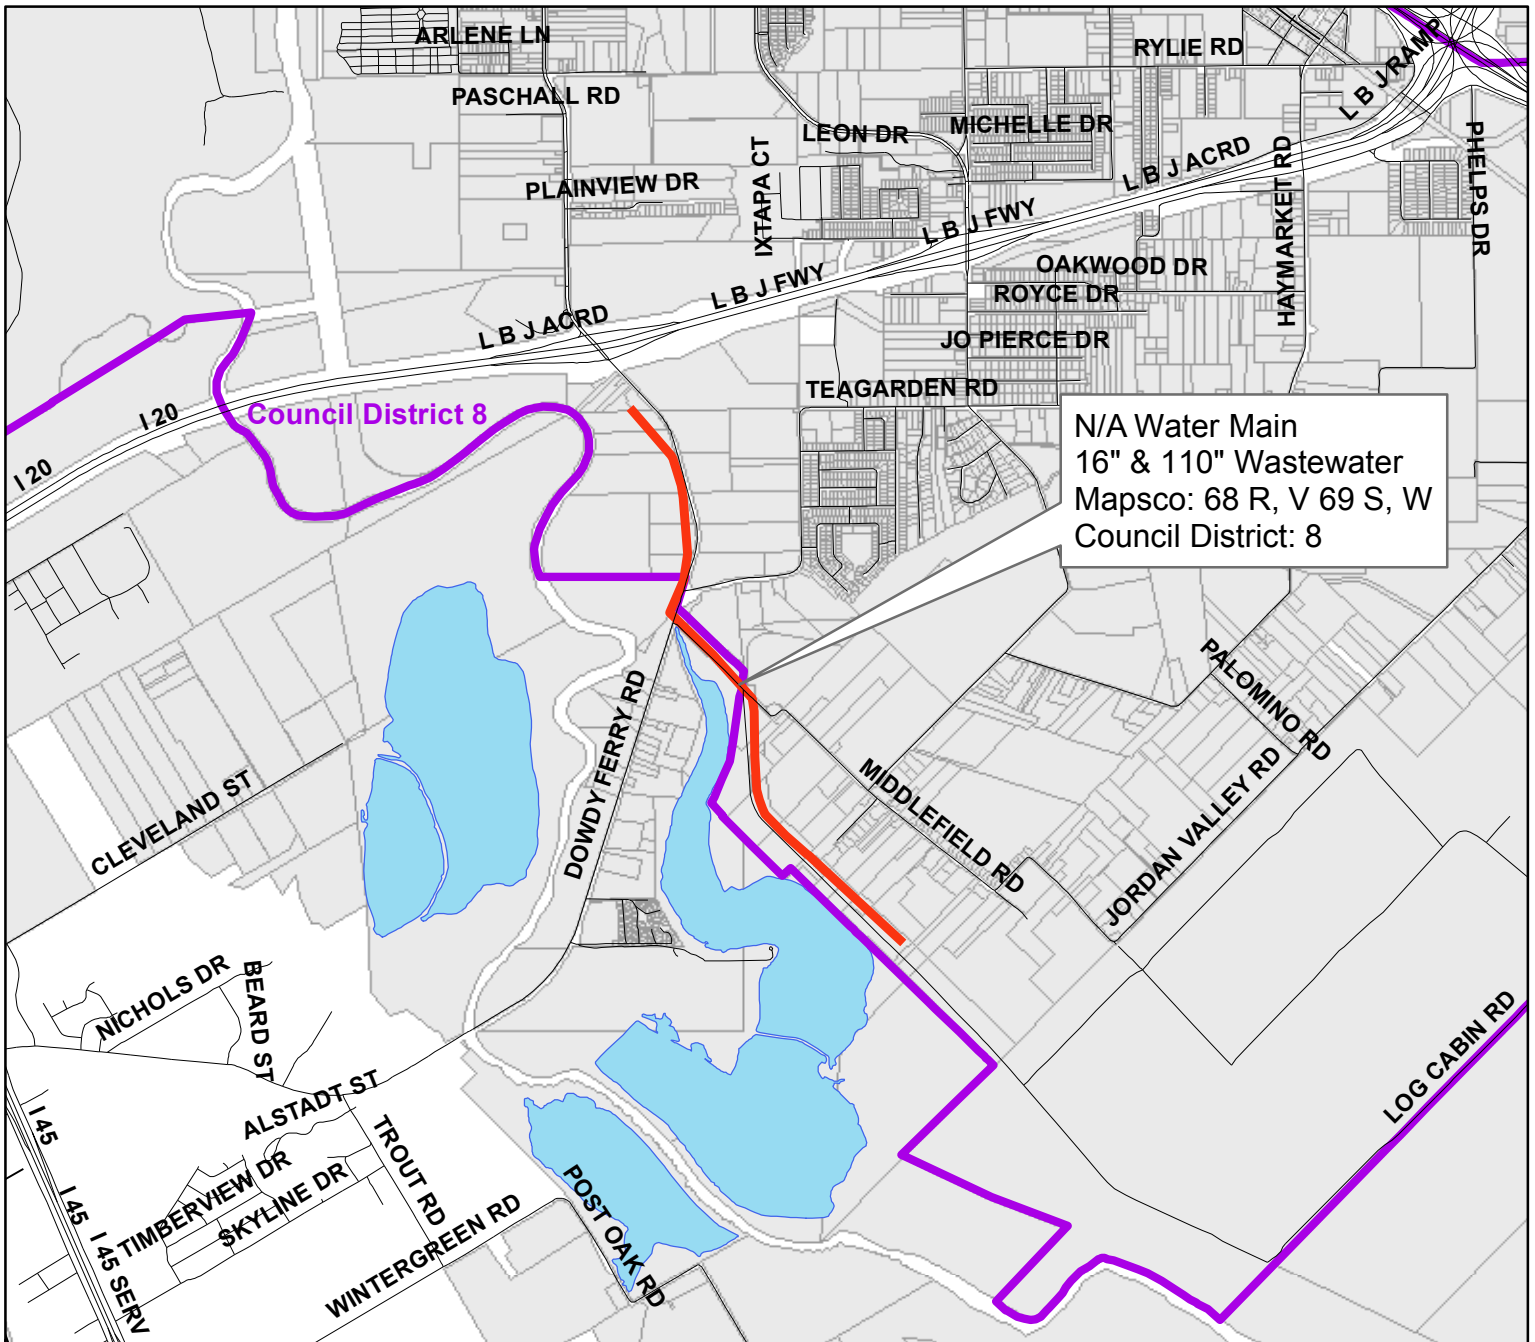 ARLENE LN
RYLIE RD
L B J RAMP
PASCHALL RD
LEON DR
MICHELLE DR
PHELPS DR
IXTAPA CT
L B J ACRD
HAYMARKET RD
PLAINVIEW DR
L B J FWY
OAKWOOD DR
L B J FWY
ROYCE DR
L B J ACRD
JO PIERCE DR
TEAGARDEN RD
I 20
Council District 8
I 20
N/A Water Main
16" & 110" Wastewater
Mapsco: 68 R, V 69 S, W
Council District: 8
PALOMINO RD
DOWDY FERRY RD
CLEVELAND ST
MIDDLEFIELD RD
JORDAN VALLEY RD
NICHOLS DR
BEARD ST
LOG CABIN RD
ALSTADT ST
I 45
TROUT RD
TIMBERVIEW DR
SKYLINE DR
I 45
POST OAK RD
WINTERGREEN RD
I 45 SERV